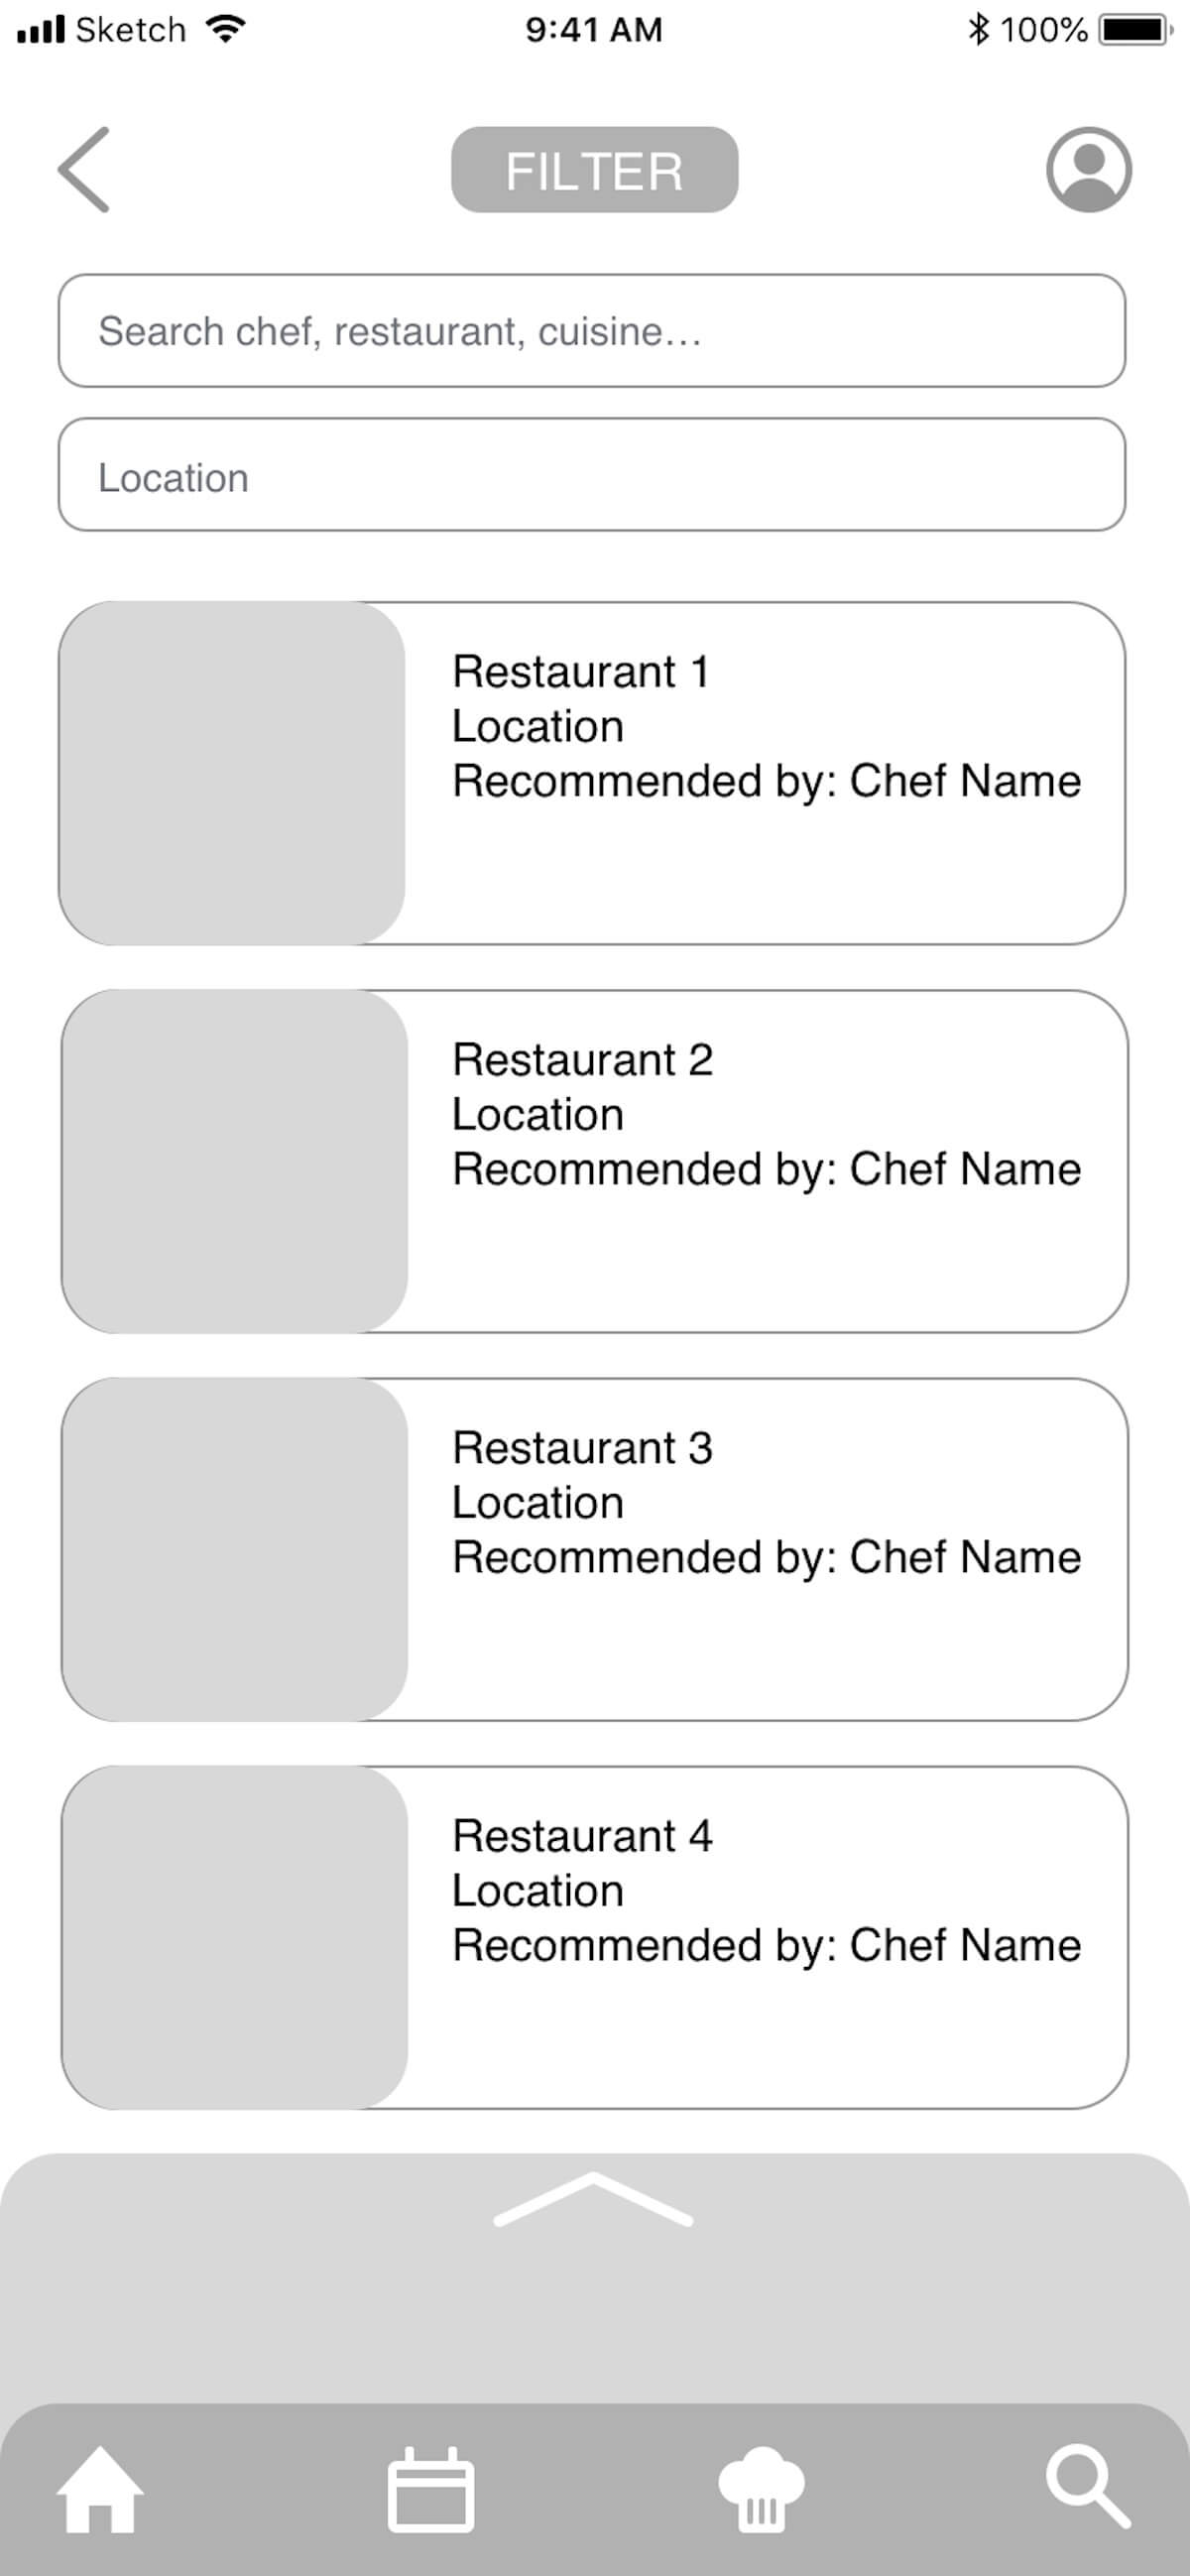 Sketch 9:41 AM 100%
FILTER
Search chef, restaurant, cuisine...
Location
Restaurant 1
Location
Recommended by: Chef Name
Restaurant 2
Location
Recommended by: Chef Name
Restaurant 3
Location
Recommended by: Chef Name
Restaurant 4
Location
Recommended by: Chef Name